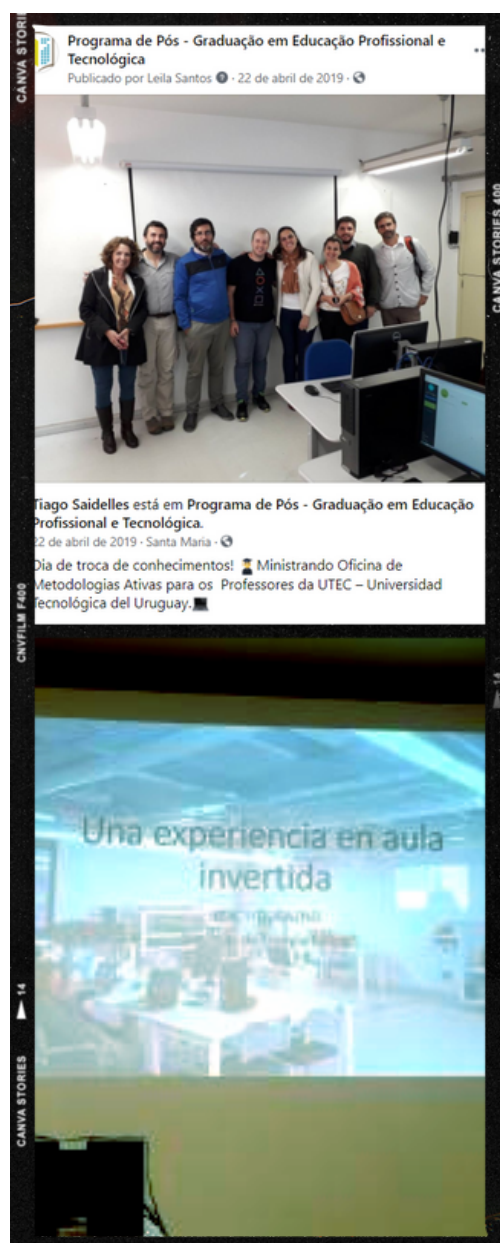 CANVA STORI
Programa de Pós - Graduação em Educação Profissional e
Tecnológica
Publicado por Leila Santos · 22 de abril de 2019 ·
CANVA STORIES 400
Tiago Saidelles está em Programa de Pós - Graduação em Educação
Profissional e Tecnológica.
22 de abril de 2019 · Santa Maria ·
Dia de troca de conhecimentos! Ministrando Oficina de
Metodologias Ativas para os Professores da UTEC – Universidad
Tecnológica del Uruguay.
CNVFILM F400
14
Una experiencia en aula
invertida
14
CANVA STORIES